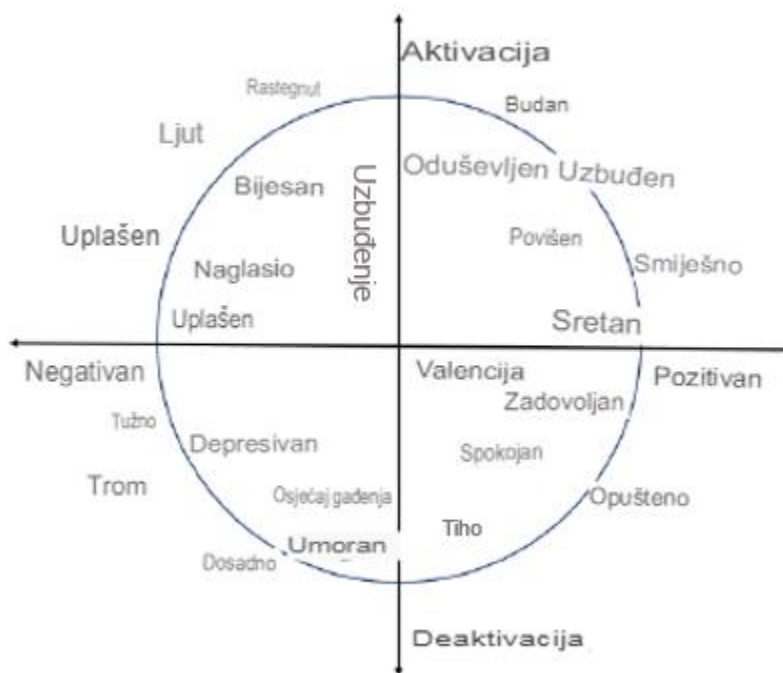 Aktivacija
Rastegnut
Budan
Ljut
Oduševljen Uzbuđen
Bijesan
Uzbuđenje
Uplašen
Povišen
Naglasio
Smiješno
Uplašen
Sretan
Negativan
Valencija
Pozitivan
Zadovoljan
Tužno
Depresivan
Spokojan
Trom
Osjećaj gađenja
Opušteno
Tiho
Umoran
Dosadno
Deaktivacija